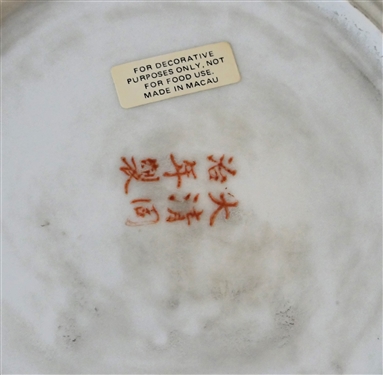 FOR DECORATIVE
PURPOSES ONLY, NOT
FOR FOOD USE.
MADE IN MACAU
大清同
治年製